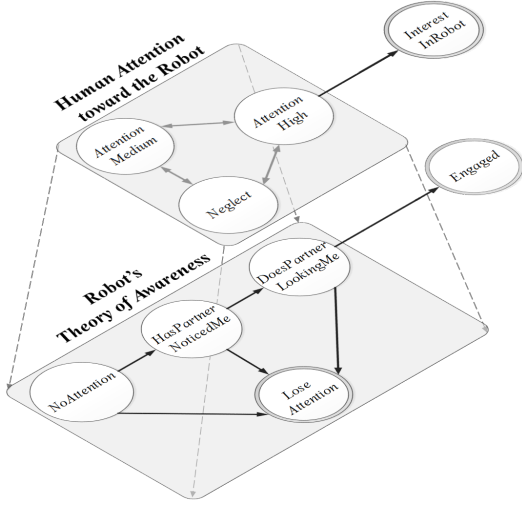 Interest
InRobot
Human Attention
toward the Robot
Attention
High
Attention
Medium
Neglect
Engaged
Robot's
Theory of Awareness
DoesPartner
LookingMe
HasPartner
NoticedMe
NoAttention
Lose
Attention